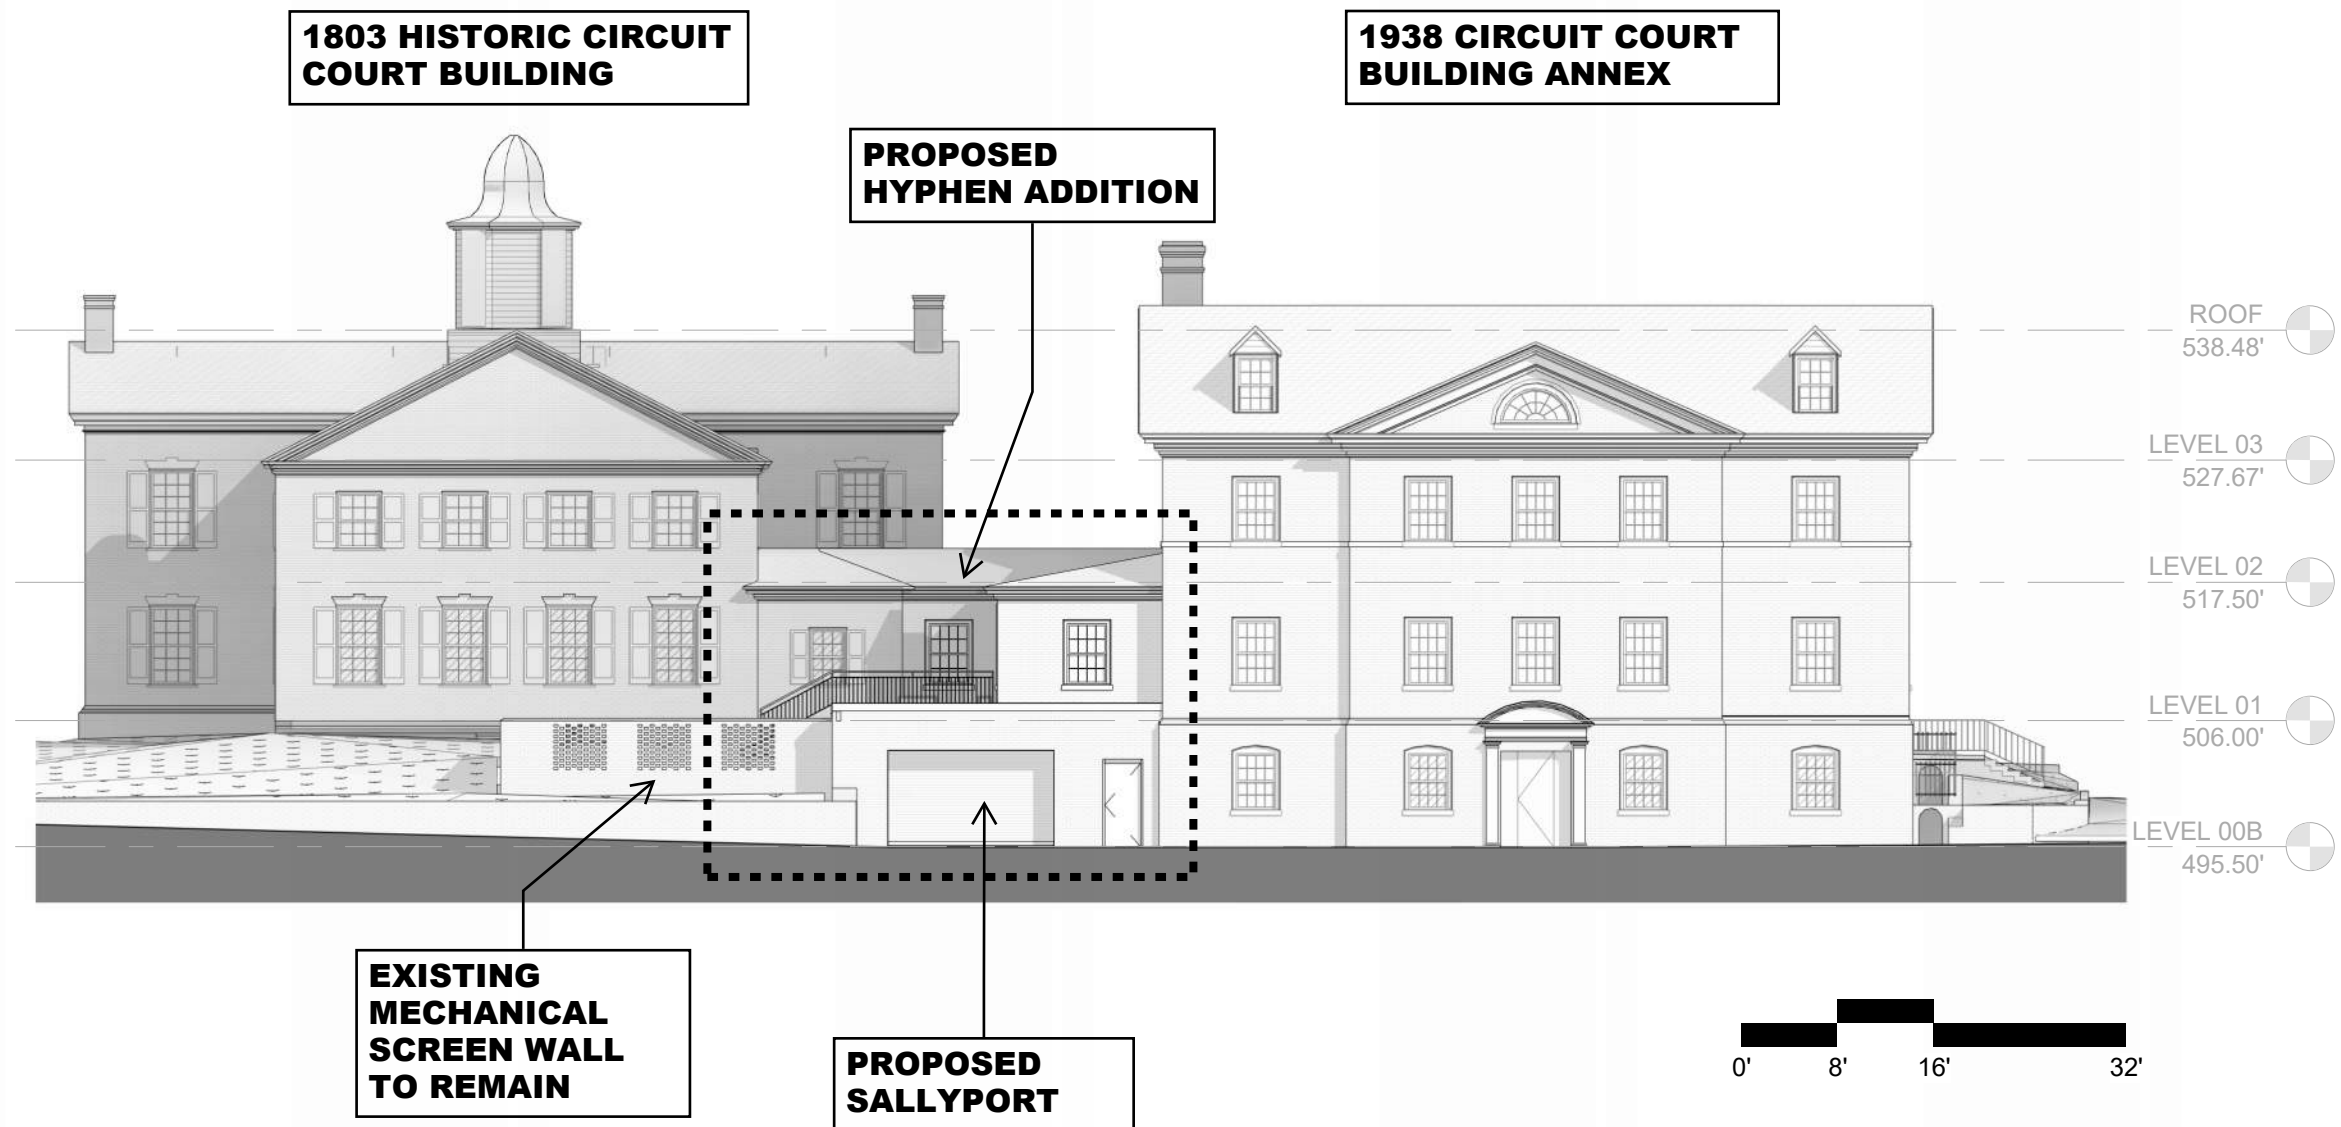 1803 HISTORIC CIRCUIT
COURT BUILDING
1938 CIRCUIT COURT
BUILDING ANNEX
PROPOSED
HYPHEN ADDITION
ROOF
538.48'
LEVEL 03
527.67'
LEVEL 02
517.50'
LEVEL 01
506.00'
LEVEL 00B
495.50'
EXISTING
MECHANICAL
SCREEN WALL
TO REMAIN
PROPOSED
SALLYPORT
0' 8' 16' 32'